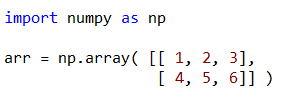 import numpy as np
arr = np.array( [[ 1, 2, 3],
[ 4, 5, 6]] )